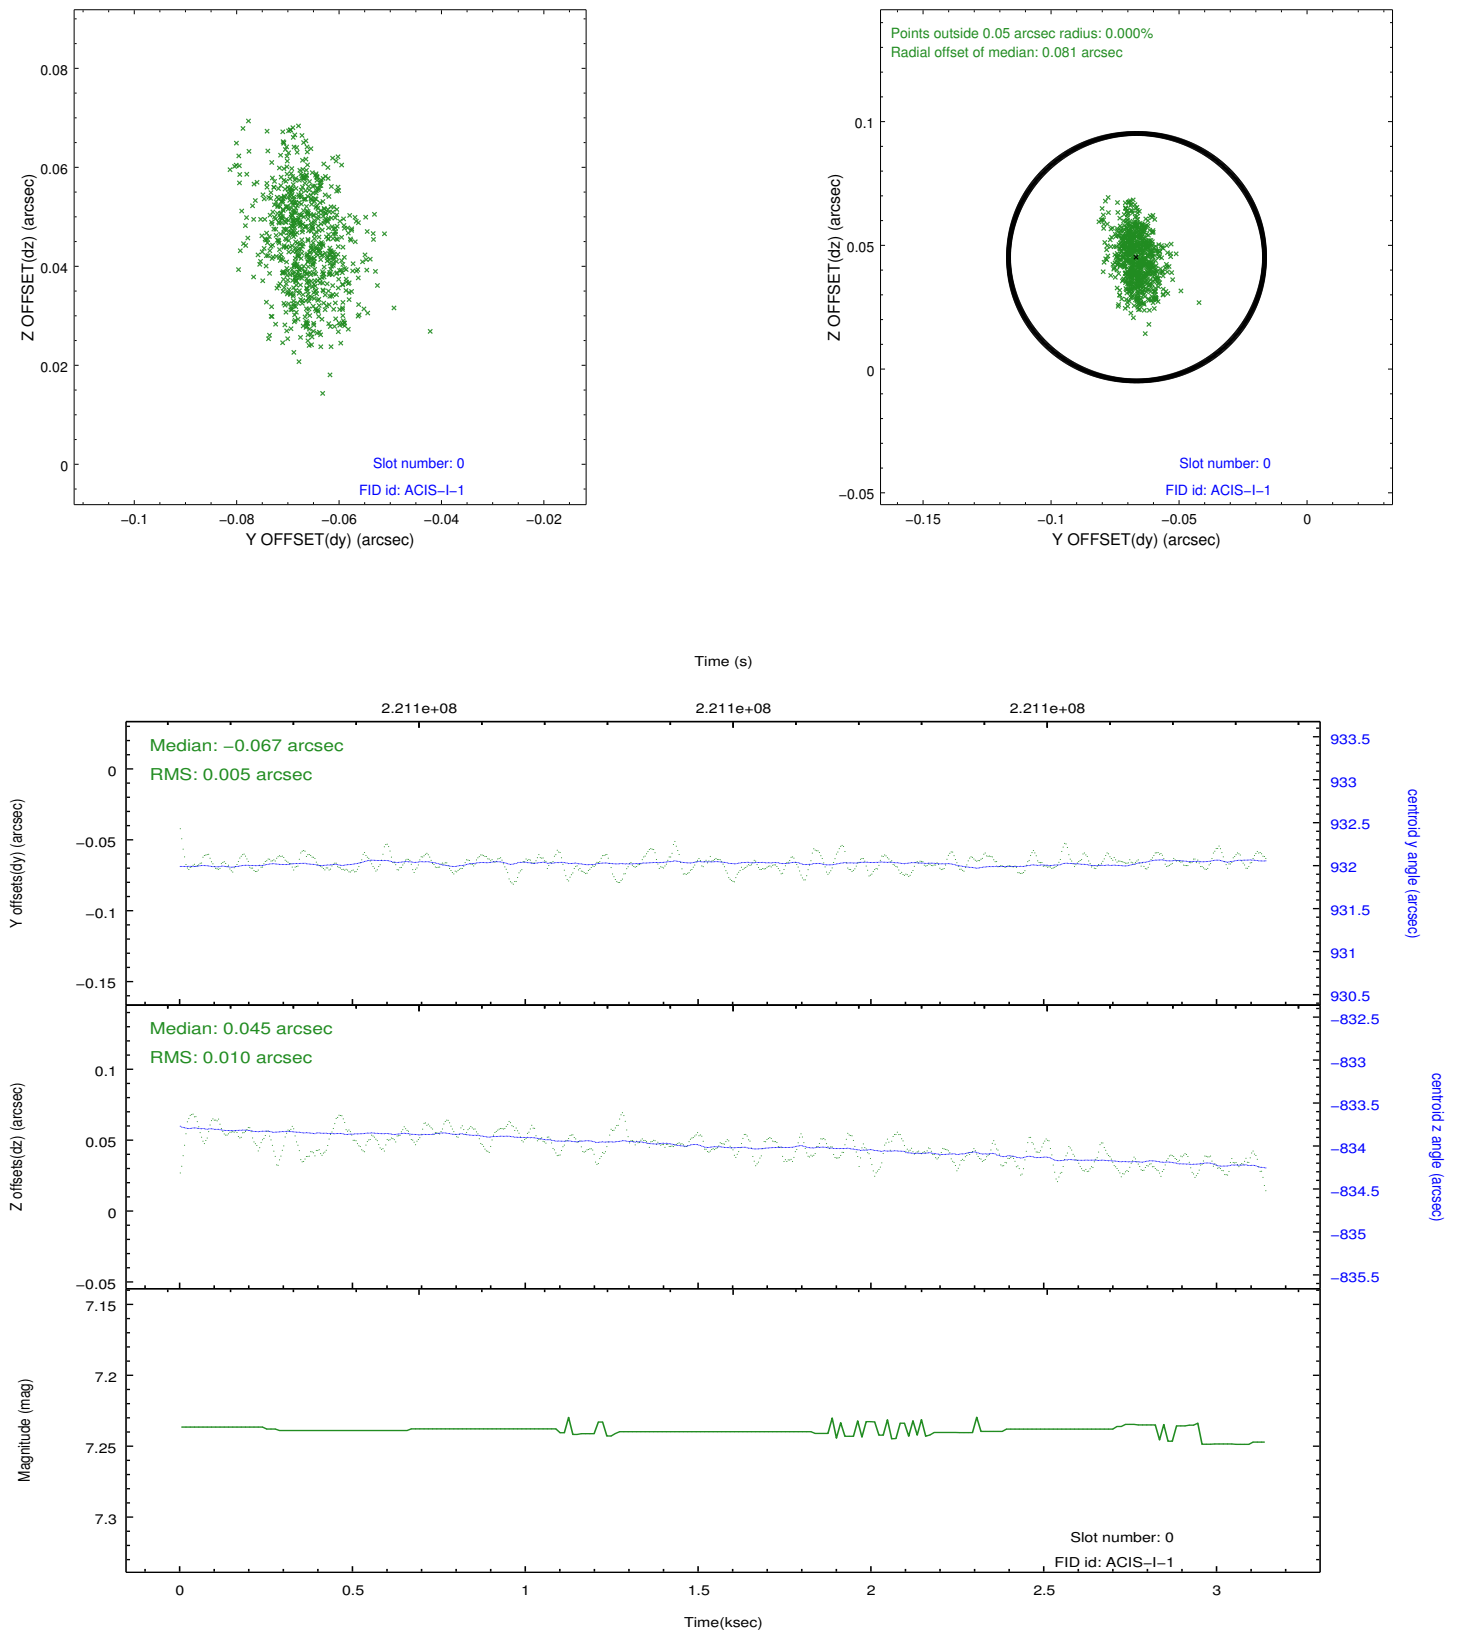 0.08
0.06
0.04
0.02
0
Z OFFSET(dz) (arcsec)
Slot number: 0
FID id: ACIS−I−1
−0.1
−0.08
−0.06
−0.04
−0.02
Y OFFSET(dy) (arcsec)
Points outside 0.05 arcsec radius: 0.000%
Radial offset of median: 0.081 arcsec
0.1
0.05
0
−0.05
Z OFFSET(dz) (arcsec)
Slot number: 0
FID id: ACIS−I−1
−0.15
−0.1
−0.05
0
Y OFFSET(dy) (arcsec)
Time (s)
2.211e+08
2.211e+08
2.211e+08
Median: −0.067 arcsec
RMS: 0.005 arcsec
0
−0.05
−0.1
−0.15
Y offsets(dy) (arcsec)
933.5
933
932.5
932
931.5
931
930.5
centroid y angle (arcsec)
Median: 0.045 arcsec
RMS: 0.010 arcsec
0.1
0.05
0
−0.05
Z offsets(dz) (arcsec)
−832.5
−833
−833.5
−834
−834.5
−835
−835.5
centroid z angle (arcsec)
7.15
7.2
7.25
7.3
Magnitude (mag)
Slot number: 0
FID id: ACIS−I−1
0
0.5
1
1.5
2
2.5
3
Time(ksec)